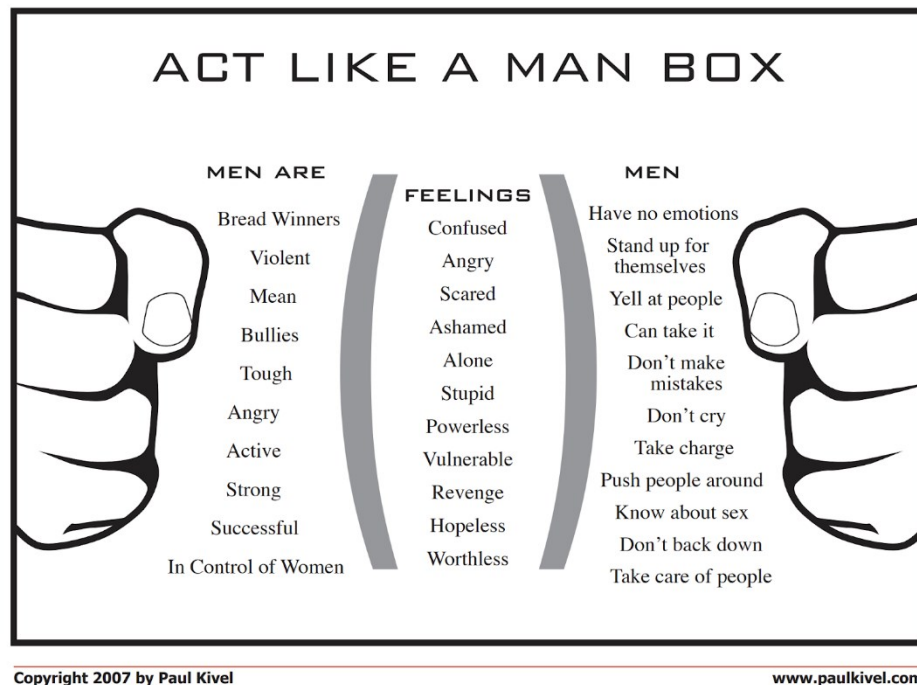 ACT LIKE A MAN BOX
MEN ARE
Bread Winners
Violent
Mean
Bullies
Tough
Angry
Active
Strong
Successful
In Control of Women
FEELINGS
Confused
Angry
Scared
Ashamed
Alone
Stupid
Powerless
Vulnerable
Revenge
Hopeless
Worthless
MEN
Have no emotions
Stand up for
themselves
Yell at people
Can take it
Don't make
mistakes
Don't cry
Take charge
Push people around
Know about sex
Don't back down
Take care of people
Copyright 2007 by Paul Kivel
www.paulkivel.com